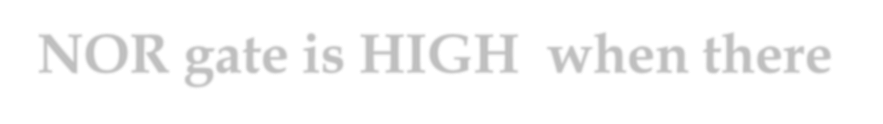 NOR gate is HIGH  when there